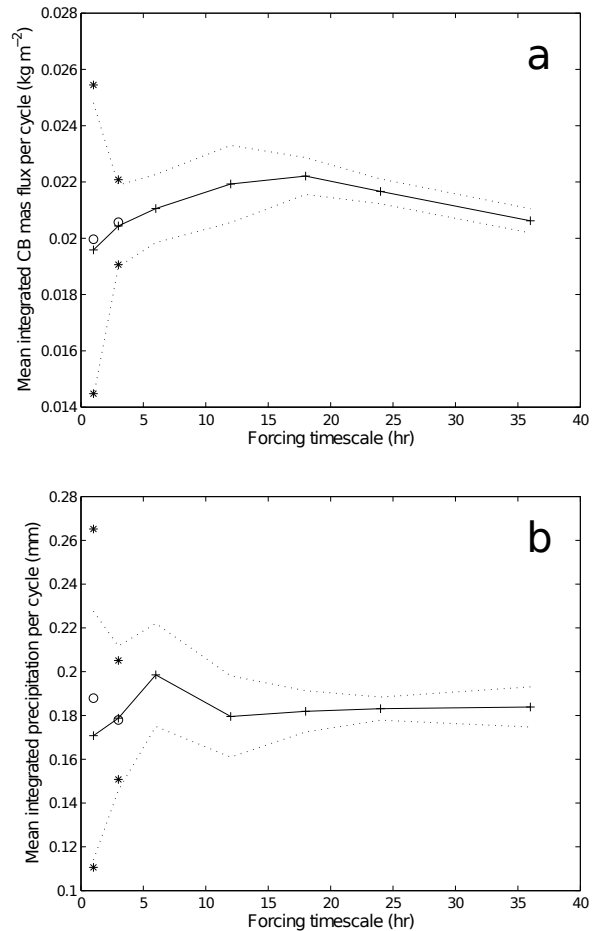 0.028
0.026
0.024
0.022
0.02
0.018
0.016
0.014
Mean integrated CB mas flux per cycle (kg m−2)
a
0 5 10 15 20 25 30 35 40
Forcing timescale (hr)
0.28
0.26
0.24
0.22
0.2
0.18
0.16
0.14
0.12
0.1
Mean integrated precipitation per cycle (mm)
b
0 5 10 15 20 25 30 35 40
Forcing timescale (hr)